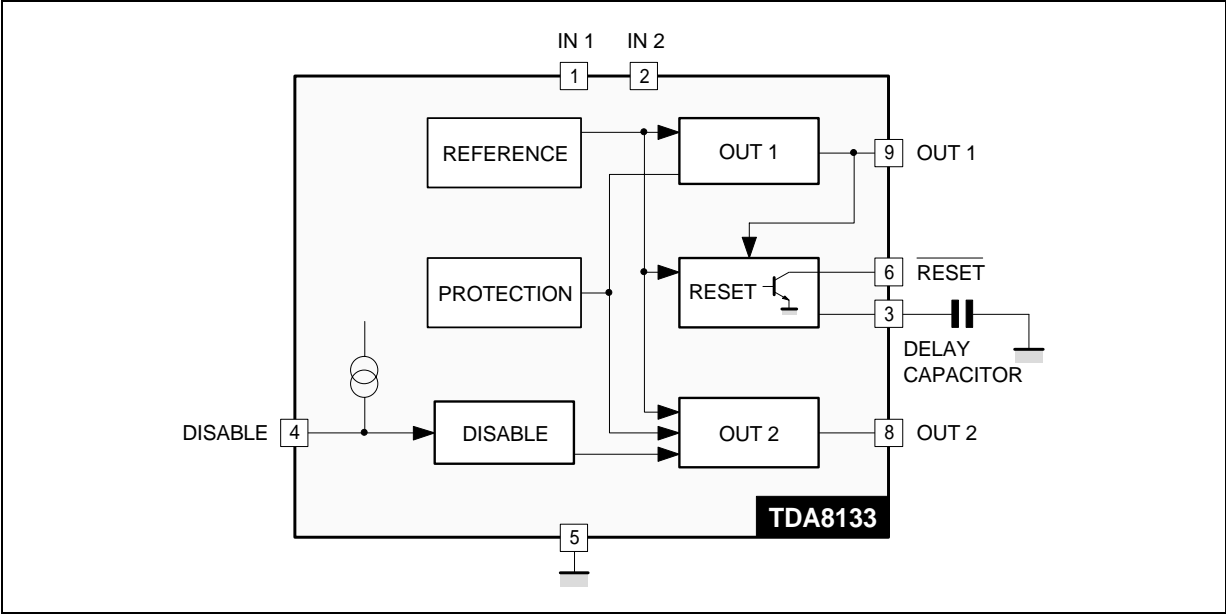 IN 1 IN 2
1 2
REFERENCE
OUT 1
9 OUT 1
PROTECTION
RESET
6 RESET
3
DELAY
CAPACITOR
DISABLE 4
DISABLE
OUT 2
8 OUT 2
TDA8133
5